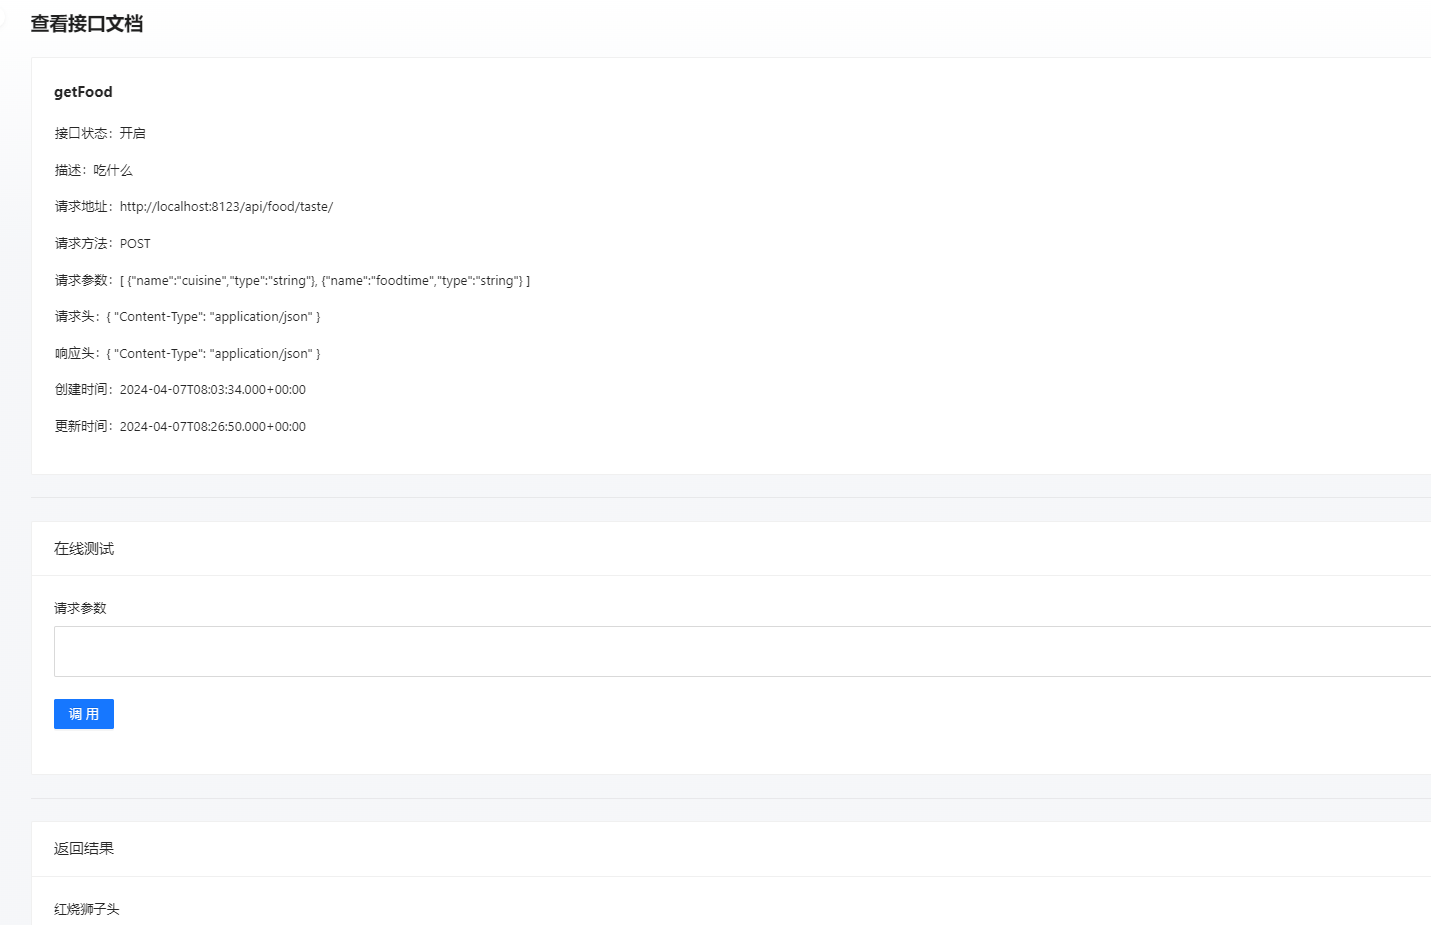 查看接口文档
getFood
接口状态：开启
描述：吃什么
请求地址：http://localhost:8123/api/food/taste/
请求方法：POST
请求参数：[ {"name":"cuisine","type":"string"}, {"name":"foodtime","type":"string"} ]
请求头：{ "Content-Type": "application/json" }
响应头：{ "Content-Type": "application/json" }
创建时间：2024-04-07T08:03:34.000+00:00
更新时间：2024-04-07T08:26:50.000+00:00
在线测试
请求参数
调 用
返回结果
红烧狮子头